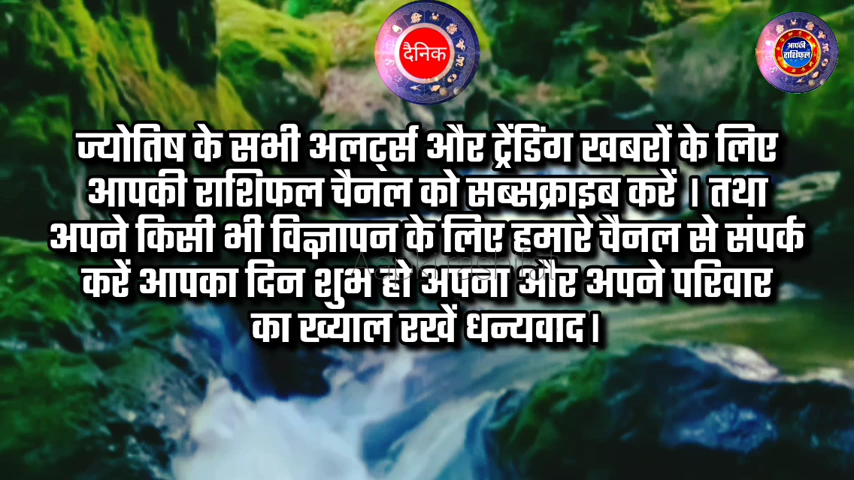 दैनिक
आपकी
राशिफल
ज्योतिष के सभी अलर्ट्स और ट्रेंडिंग खबरों के लिए
आपकी राशिफल चैनल को सब्सक्राइब करें । तथा
अपने किसी भी विज्ञापन के लिए हमारे चैनल से संपर्क
करें आपका दिन शुभ हो अपना और अपने परिवार
का ख्याल रखें धन्यवाद।